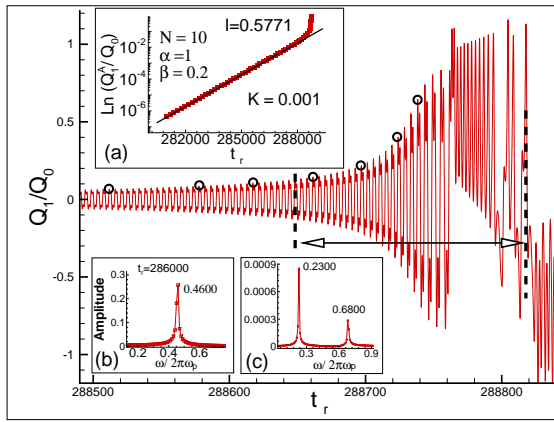 Ln (Q₁ᴬ/ Q₀)
10⁻²
10⁻⁴
10⁻⁶
N = 10
α=1
β = 0.2
I=0.5771
K = 0.001
282000 285000 288000
t r
(a)
Q₁/Q₀
1
0.5
0
-0.5
-1
Amplitude
0.3
0.2
0.1
0
tᵣ=286000
0.4600
(b)
0.2 0.4 0.6
ω/ 2πωₚ
0.0009
0.0006
0.0003
0
0.2300
0.6800
(c)
0.3 0.6 0.9
ω/ 2πωₚ
288500 288600 288700 288800
t r